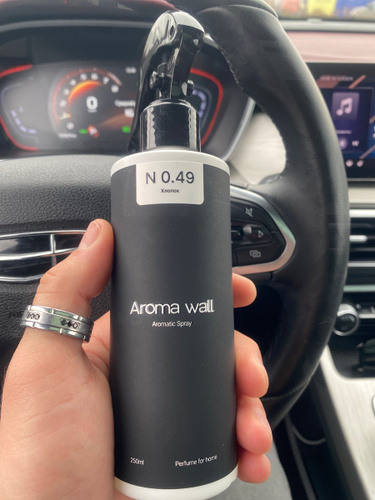 N 0.49
Хлопок
Aroma wall
Aromatic Spray
250ml
Perfume for home